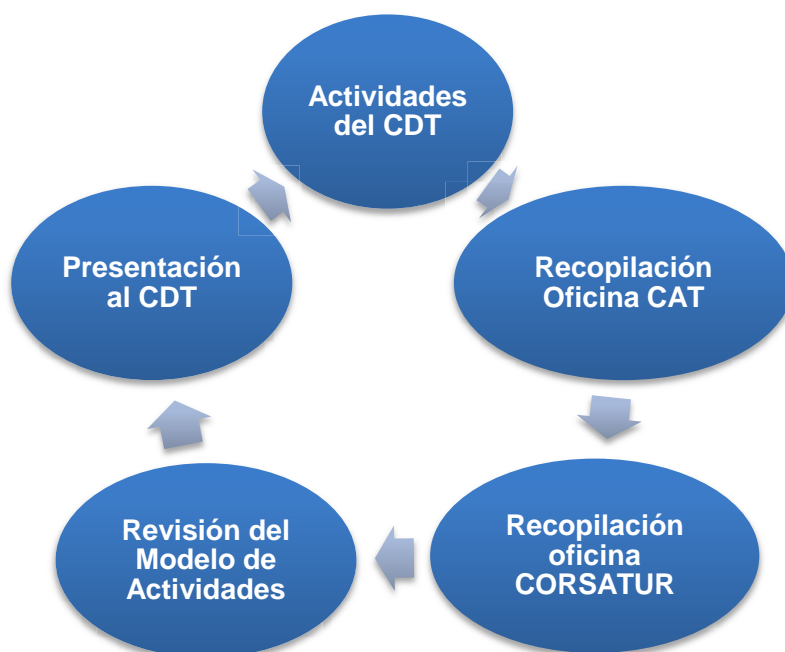 Actividades
del CDT
Recopilación
Oficina CAT
Recopilación
oficina
CORSATUR
Revisión del
Modelo de
Actividades
Presentación
al CDT